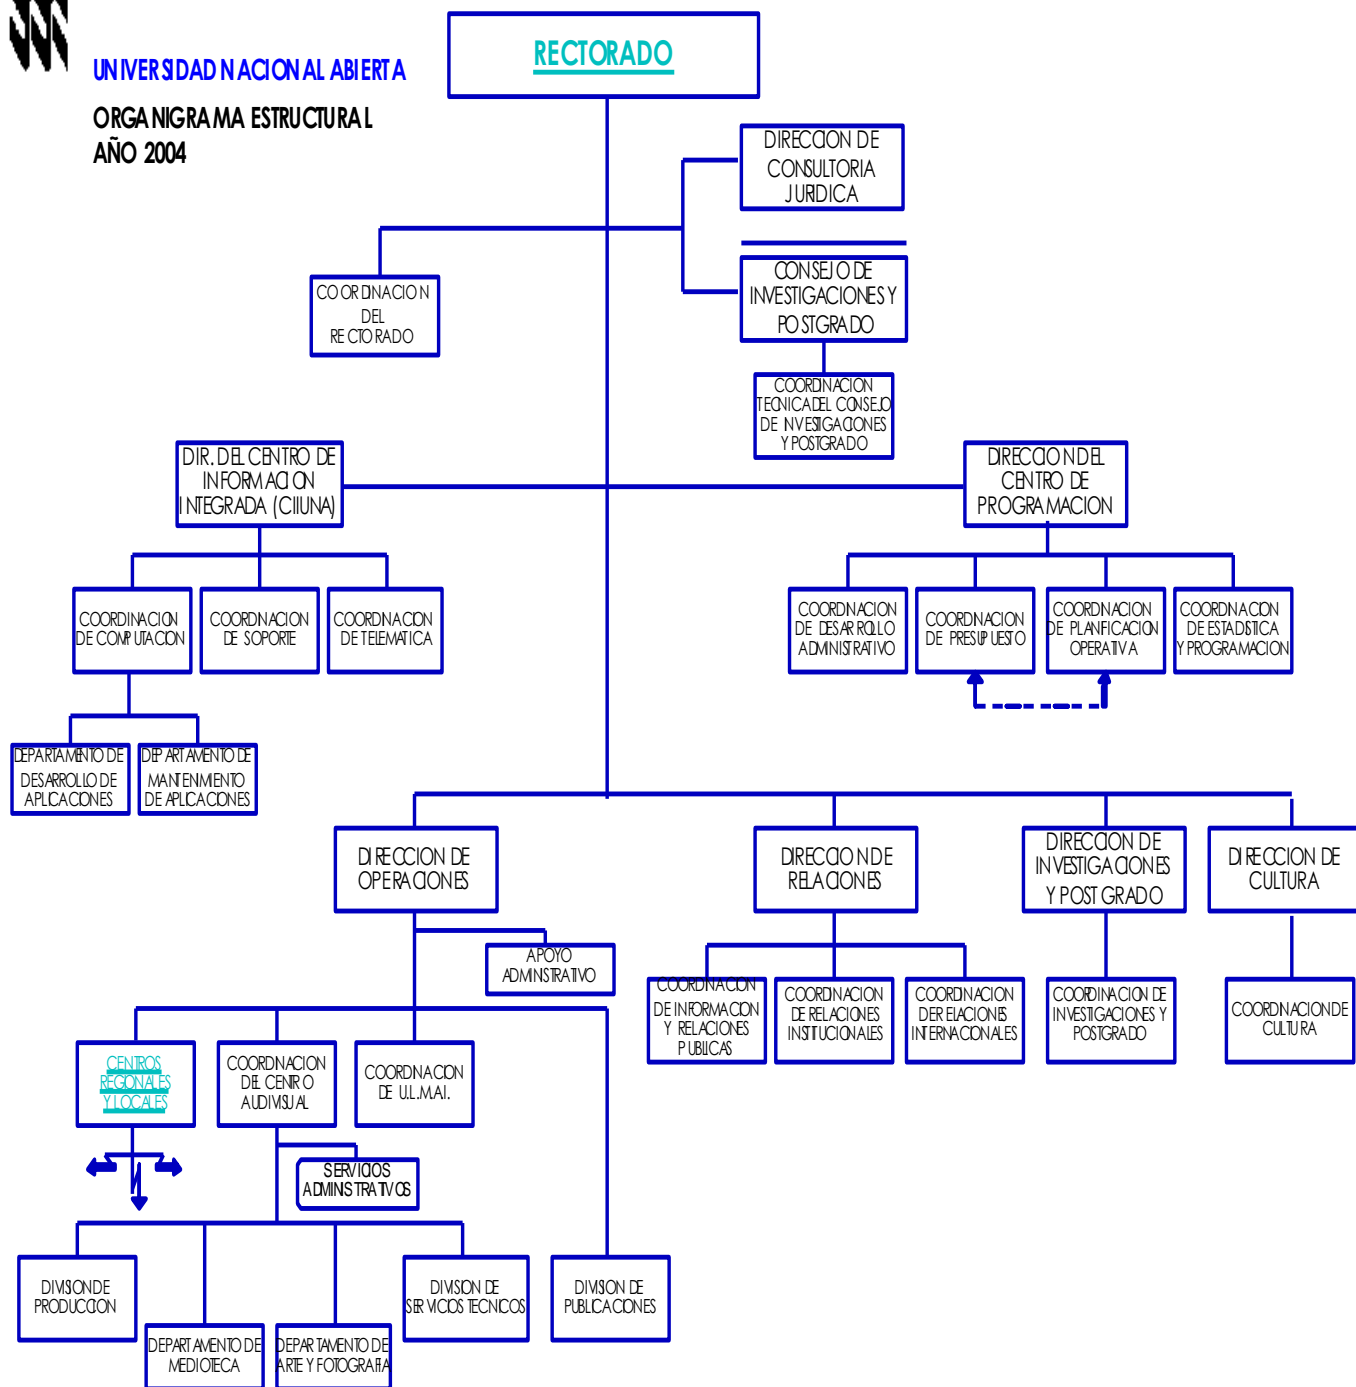 RECTORADO
UNIVERSIDAD NACIONAL ABIERTA
ORGANIGRAMA ESTRUCTURAL
AÑO 2004
DIRECCION DE
CONSULTORIA
JURIDICA
CONSEJO DE
INVESTIGACIONES Y
POSTGRADO
COORDINACION
DEL
RECTORADO
COORDINACION
TECNICA DEL CONSEJO
DE INVESTIGACIONES
Y POSTGRADO
DIR. DEL CENTRO DE
INFORMACION
INTEGRADA (CIIUNA)
DIRECCION DEL
CENTRO DE
PROGRAMACION
COORDINACION
DE COMPUTACION
COORDINACION
DE SOPORTE
COORDINACION
DE TELEMATICA
COORDINACION
DE DESARROLLO
ADMINISTRATIVO
COORDINACION
DE PRESUPUESTO
COORDINACION
DE PLANIFICACION
OPERATIVA
COORDINACION
DE ESTADISTICA
Y PROGRAMACION
DEPARTAMENTO DE
DESARROLLO DE
APLICACIONES
DEPARTAMENTO DE
MANTENIMIENTO
DE APLICACIONES
DIRECCION DE
OPERACIONES
DIRECCION DE
RELACIONES
DIRECCION DE
INVESTIGACIONES
Y POSTGRADO
DIRECCION DE
CULTURA
APOYO
ADMINISTRATIVO
COORDINACION
DE INFORMACION
Y RELACIONES
PUBLICAS
COORDINACION
DE RELACIONES
INSTITUCIONALES
COORDINACION
DE RELACIONES
INTERNACIONALES
COORDINACION DE
INVESTIGACIONES Y
POSTGRADO
COORDINACION DE
CULTURA
CENTROS
REGIONALES
Y LOCALES
COORDINACION
DEL CENTRO
AUDIVISUAL
COORDINACION
DE U.L.M.A.I.
SERVICIOS
ADMINISTRATIVOS
DIVISION DE
PRODUCCION
DEPARTAMENTO DE
MEDIOTECA
DEPARTAMENTO DE
ARTE Y FOTOGRAFIA
DIVISION DE
SERVICIOS TECNICOS
DIVISION DE
PUBLICACIONES